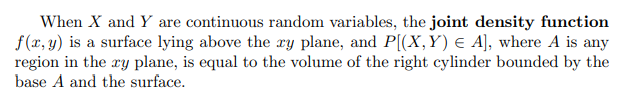 When X and Y are continuous random variables, the joint density function
f(x, y) is a surface lying above the xy plane, and P[(X, Y) ∈ A], where A is any
region in the xy plane, is equal to the volume of the right cylinder bounded by the
base A and the surface.